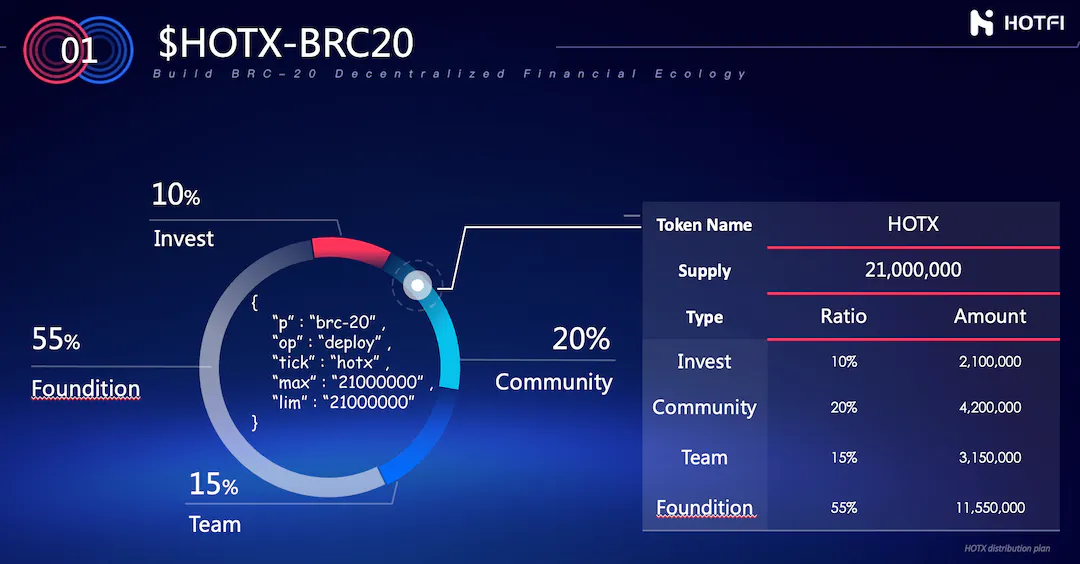 01
$HOTX-BRC20
Build BRC-20 Decentralized Financial Ecology
HOTFI
10%
Invest
55%
Foundition
{
“p” : “brc-20” ,
“op” : “deploy” ,
“tick” : “hotx” ,
“max” : “21000000” ,
“lim” : “21000000”
}
20%
Community
15%
Team
Token Name HOTX
Supply 21,000,000
Type Ratio Amount
Invest 10% 2,100,000
Community 20% 4,200,000
Team 15% 3,150,000
Foundition 55% 11,550,000
HOTX distribution plan